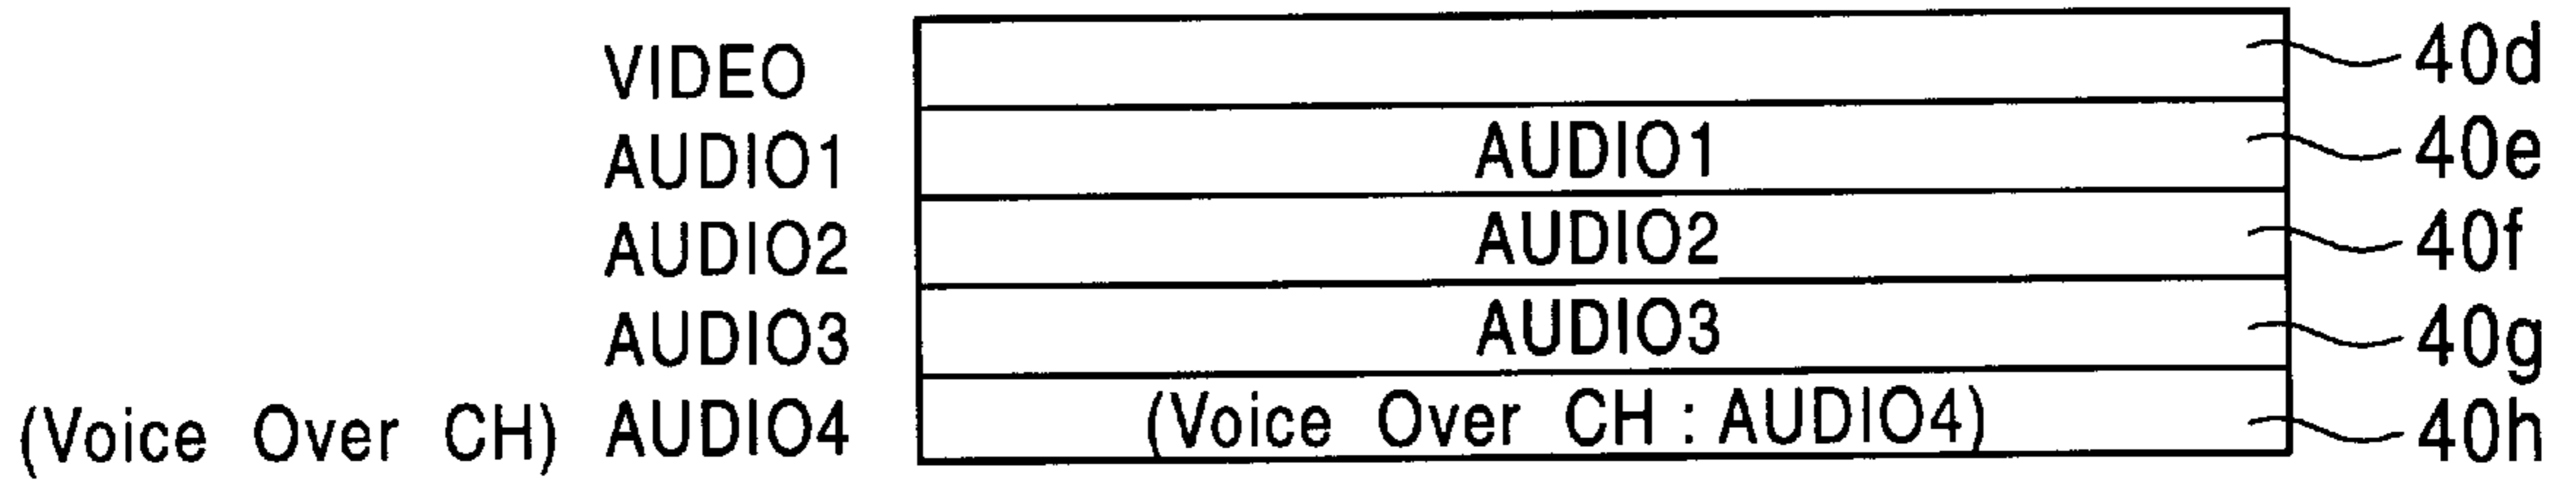 VIDEO 40d
AUDIO1 AUDIO1 40e
AUDIO2 AUDIO2 40f
AUDIO3 AUDIO3 40g
(Voice Over CH) AUDIO4 (Voice Over CH : AUDIO4) 40h